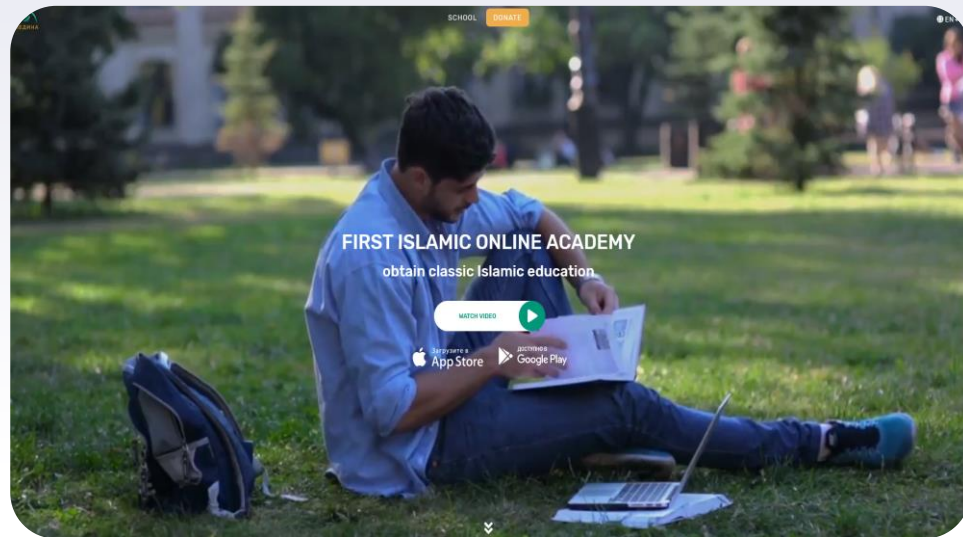 SCHOOL
DONATE
EN
FIRST ISLAMIC ONLINE ACADEMY
obtain classic Islamic education
WATCH VIDEO
Загрузите в
App Store
ДОСТУПНО В
Google Play